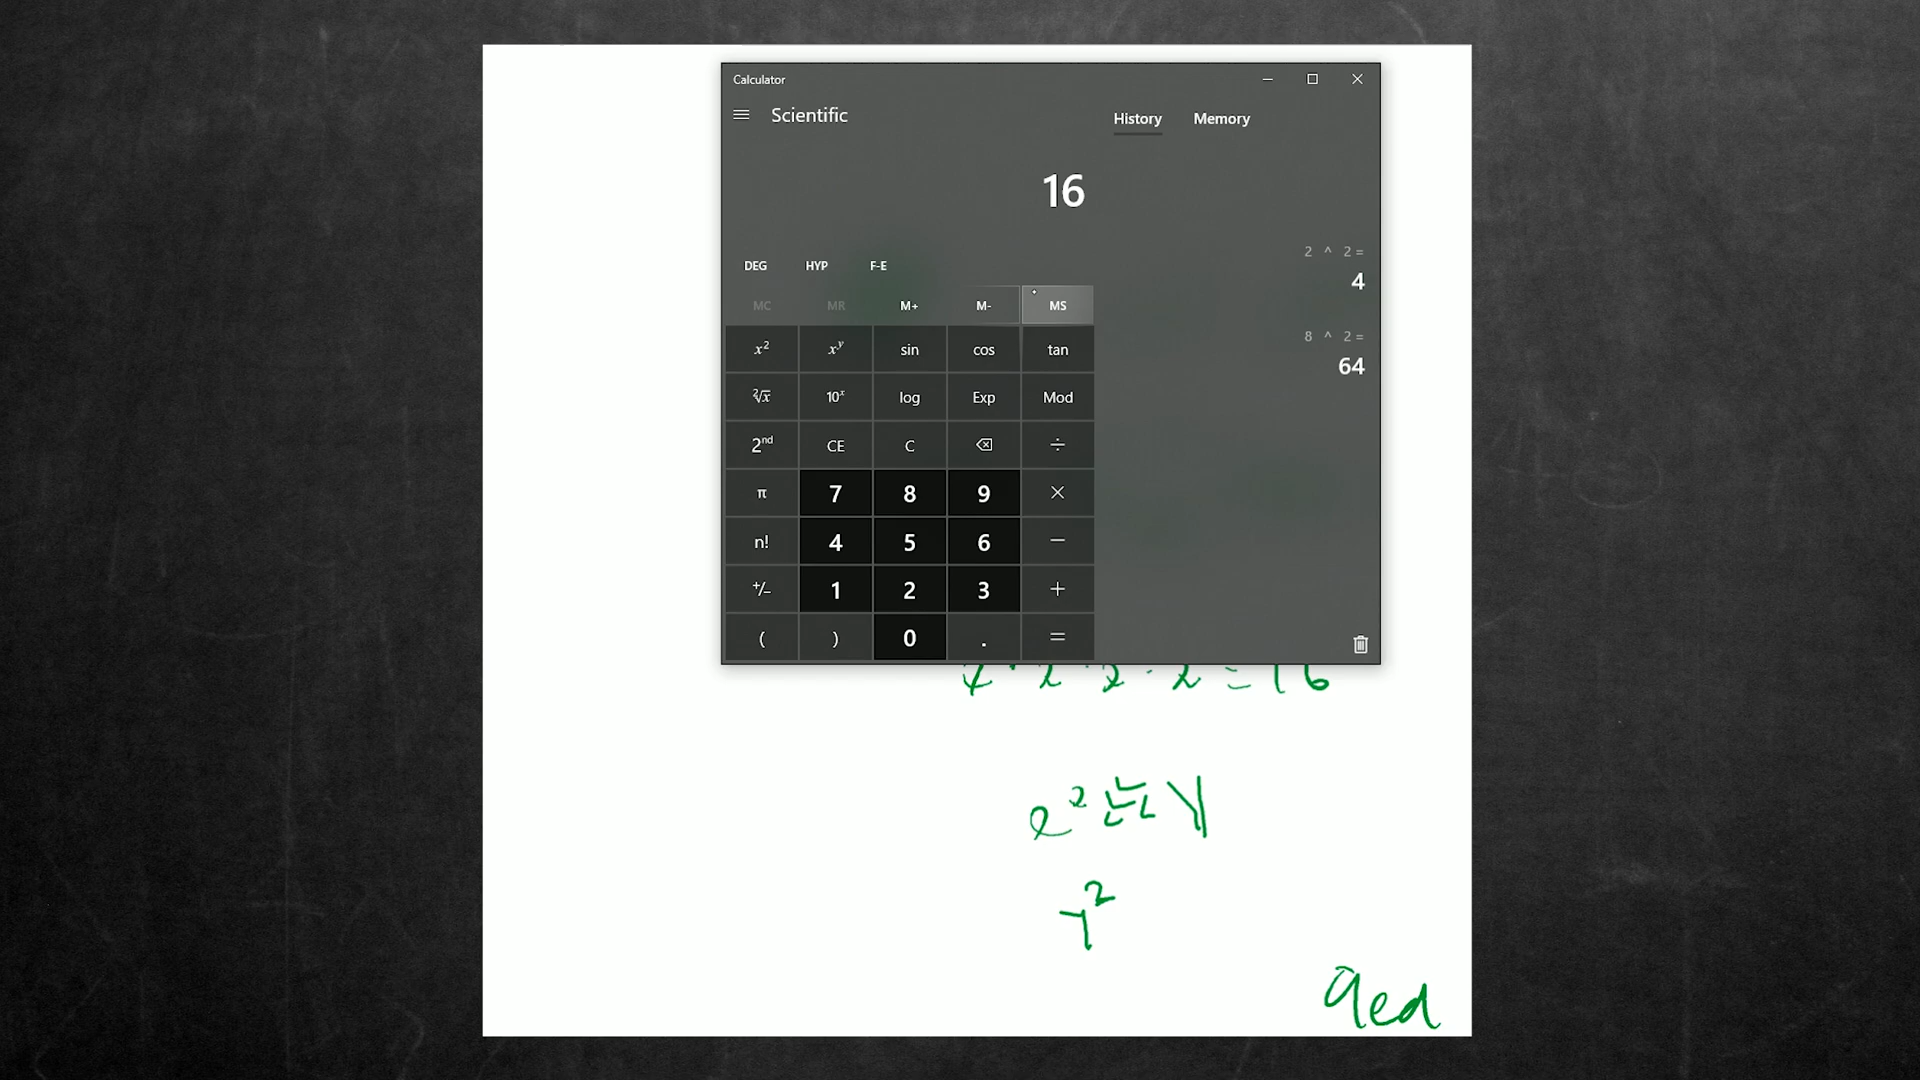 Calculator
Scientific
History Memory
16
2 ^ 2 =
4
8 ^ 2 =
64
DEG HYP F-E
MC MR M+ M- MS
x² xʸ sin cos tan
²√x 10ˣ log Exp Mod
2ⁿᵈ CE C ÷
π 7 8 9 ×
n! 4 5 6 −
+/− 1 2 3 +
( ) 0 . =
= 16
y²
qed